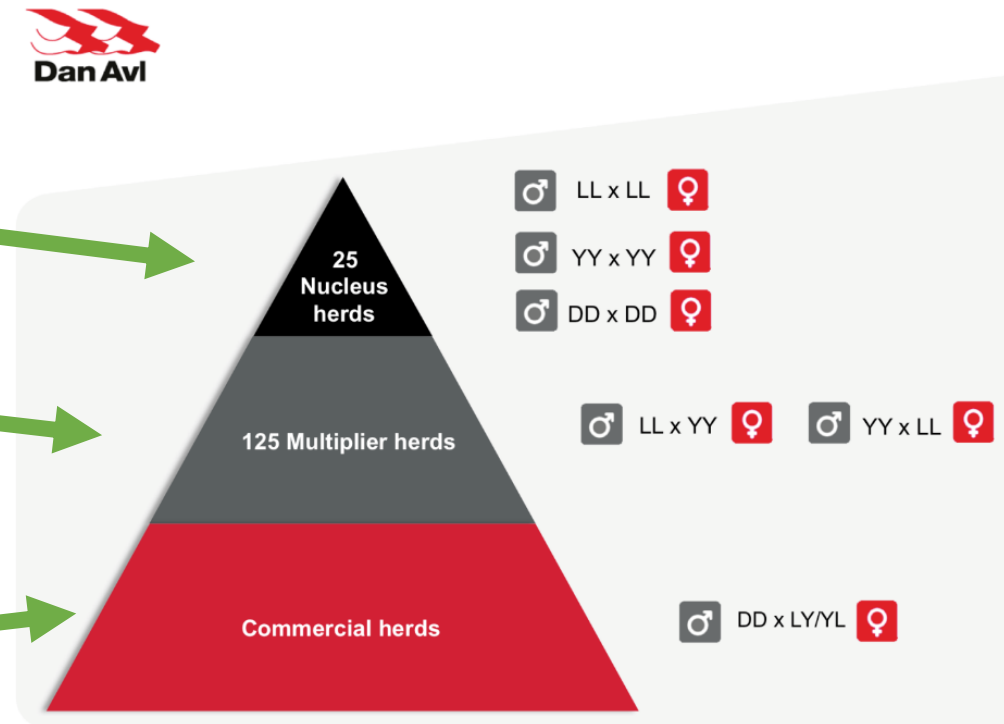 Dan Avl
♂ LL x LL ♀
♂ YY x YY ♀
♂ DD x DD ♀
25
Nucleus
herds
♂ LL x YY ♀ ♂ YY x LL ♀
125 Multiplier herds
♂ DD x LY/YL ♀
Commercial herds